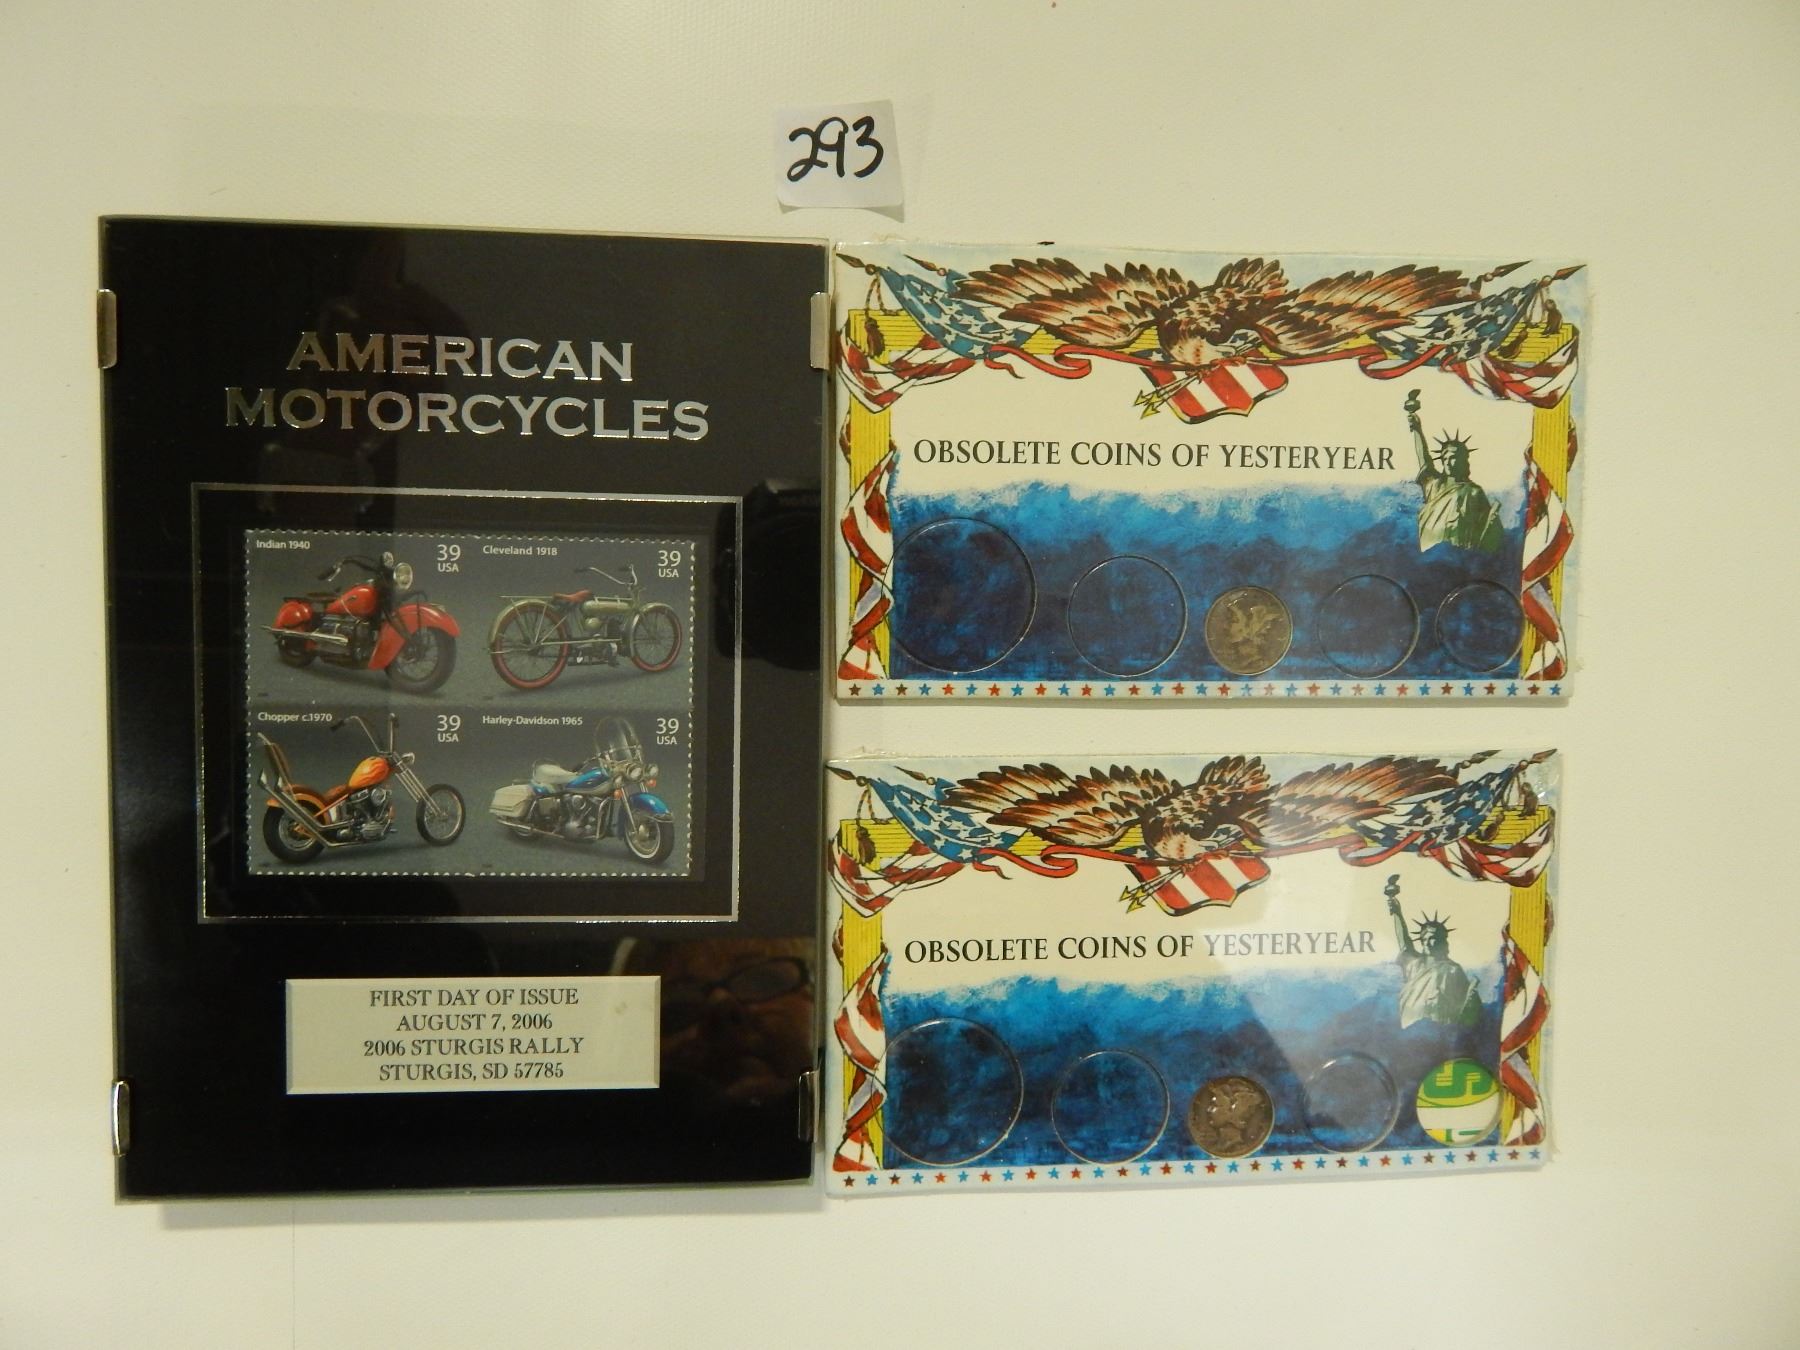 293
AMERICAN
MOTORCYCLES
Indian 1940
39
USA
Cleveland 1918
39
USA
Chopper c.1970
39
USA
Harley-Davidson 1965
39
USA
FIRST DAY OF ISSUE
AUGUST 7, 2006
2006 STURGIS RALLY
STURGIS, SD 57785
OBSOLETE COINS OF YESTERYEAR
OBSOLETE COINS OF YESTERYEAR